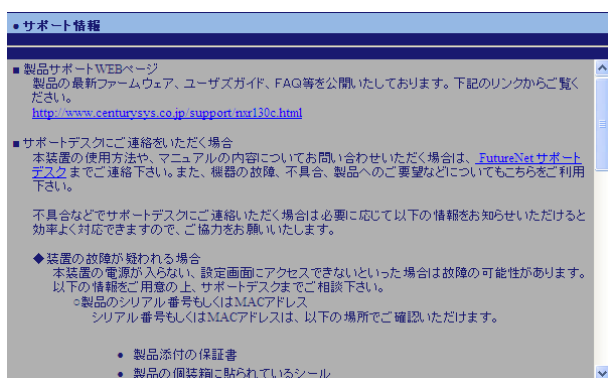 •サポート情報
■ 製品サポートWEBページ
製品の最新ファームウェア、ユーザズガイド、FAQ等を公開いたしております。下記のリンクからご覧く
ださい。
http://www.centurysys.co.jp/support/nxr130c.html
■ サポートデスクにご連絡をいただく場合
本装置の使用方法や、マニュアルの内容についてお問い合わせいただく場合は、 FutureNet サポート
デスク までご連絡下さい。また、機器の故障、不具合、製品へのご要望などについてもこちらをご利用
下さい。
不具合などでサポートデスクにご連絡いただく場合は必要に応じて以下の情報をお知らせいただけると
効率よく対応できますので、ご協力をお願いいたします。
◆装置の故障が疑われる場合
本装置の電源が入らない、設定画面にアクセスできないといった場合は故障の可能性があります。
以下の情報をご用意の上、サポートデスクまでご相談下さい。
○製品のシリアル番号もしくはMACアドレス
シリアル番号もしくはMACアドレスは、以下の場所でご確認いただけます。
• 製品添付の保証書
• 製品の個装箱に貼られているシール